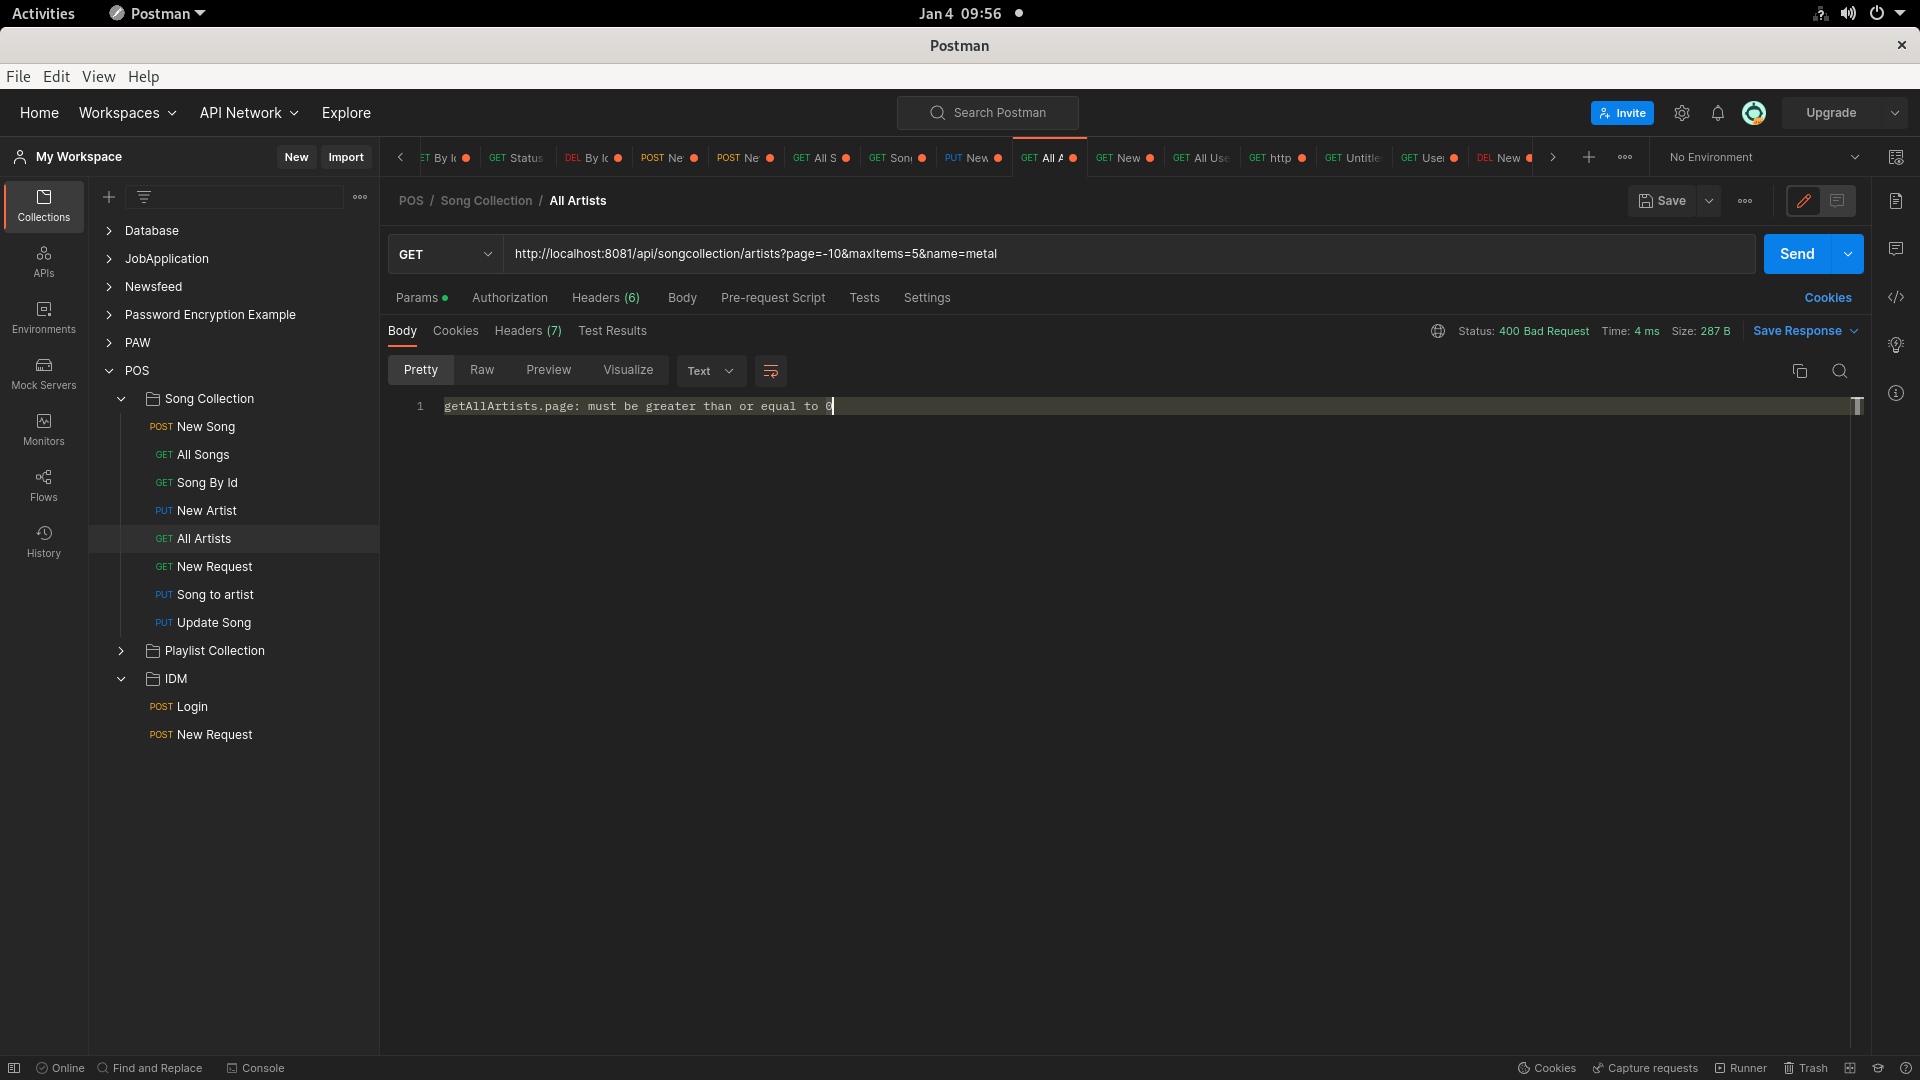 Activities Postman Jan 4 09:56
Postman
File Edit View Help
Home Workspaces API Network Explore Search Postman Invite Upgrade
My Workspace New Import
By Ic GET Status DEL By Ic POST Ne POST Ne GET All S GET Song PUT New GET All A GET New GET All Use GET http GET Untitle GET User DEL New No Environment
POS / Song Collection / All Artists Save
GET http://localhost:8081/api/songcollection/artists?page=-10&maxItems=5&name=metal Send
Params Authorization Headers (6) Body Pre-request Script Tests Settings Cookies
Body Cookies Headers (7) Test Results Status: 400 Bad Request Time: 4 ms Size: 287 B Save Response
Pretty Raw Preview Visualize Text
1 getAllArtists.page: must be greater than or equal to 0
Collections
APIs
Environments
Mock Servers
Monitors
Flows
History
Database
JobApplication
Newsfeed
Password Encryption Example
PAW
POS
Song Collection
POST New Song
GET All Songs
GET Song By Id
PUT New Artist
GET All Artists
GET New Request
PUT Song to artist
PUT Update Song
Playlist Collection
IDM
POST Login
POST New Request
Online Find and Replace Console Cookies Capture requests Runner Trash